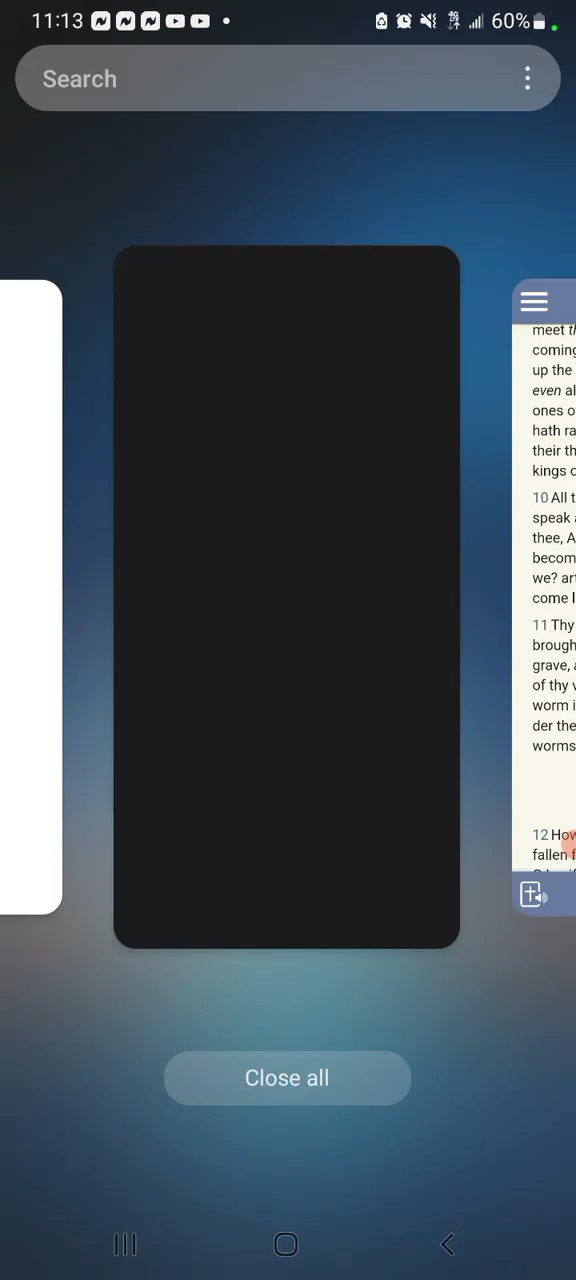 11:13
4G
60%
Search
meet
coming
up the
even al
ones o
hath ra
their th
kings o
10 All t
speak
thee, A
becom
we? art
come l
11 Thy
brough
grave, a
of thy v
worm i
der the
worms
12 How
fallen f
Close all